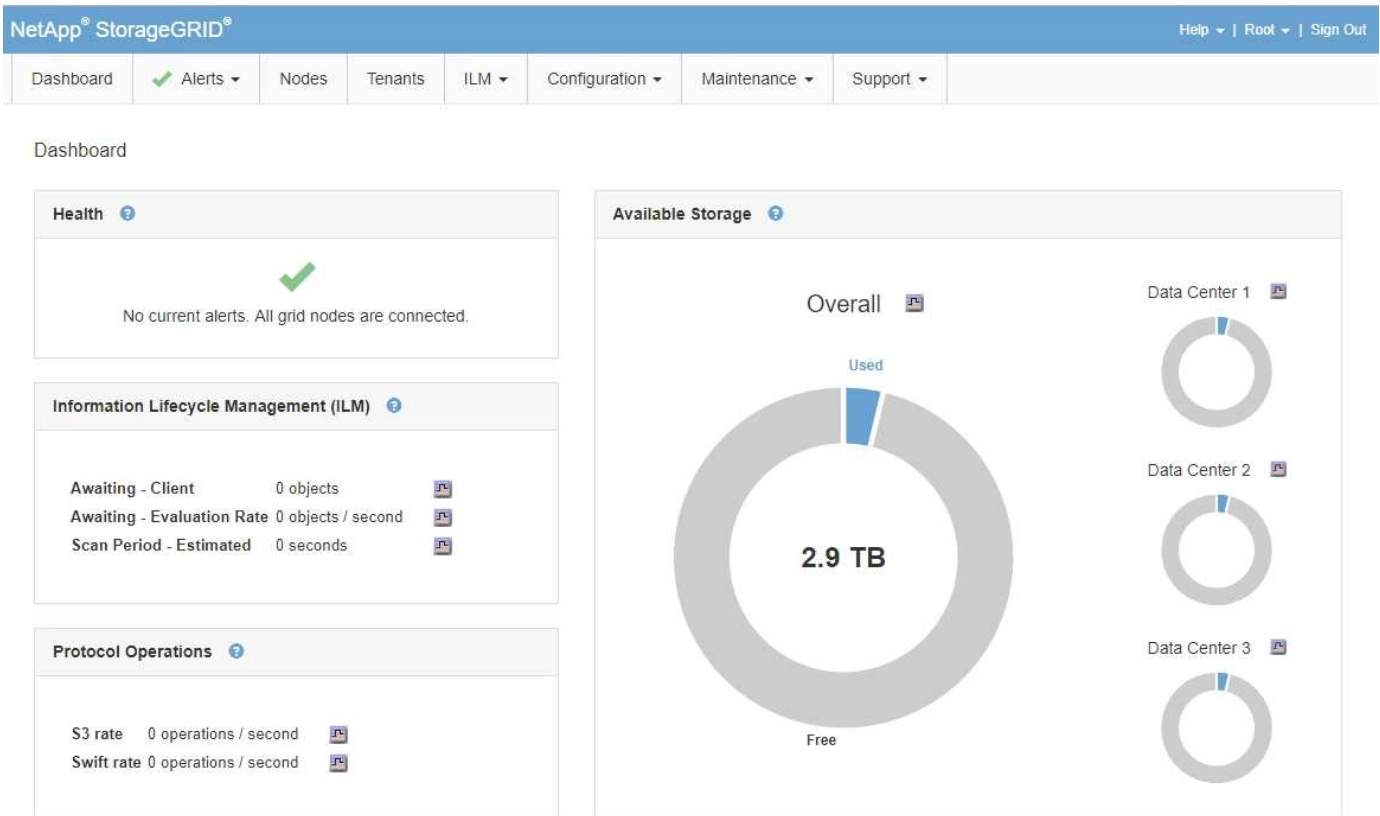 NetApp® StorageGRID®
Help | Root | Sign Out
Dashboard Alerts Nodes Tenants ILM Configuration Maintenance Support
Dashboard
Health
No current alerts. All grid nodes are connected.
Information Lifecycle Management (ILM)
Awaiting - Client 0 objects
Awaiting - Evaluation Rate 0 objects / second
Scan Period - Estimated 0 seconds
Protocol Operations
S3 rate 0 operations / second
Swift rate 0 operations / second
Available Storage
Overall
Used
2.9 TB
Free
Data Center 1
Data Center 2
Data Center 3